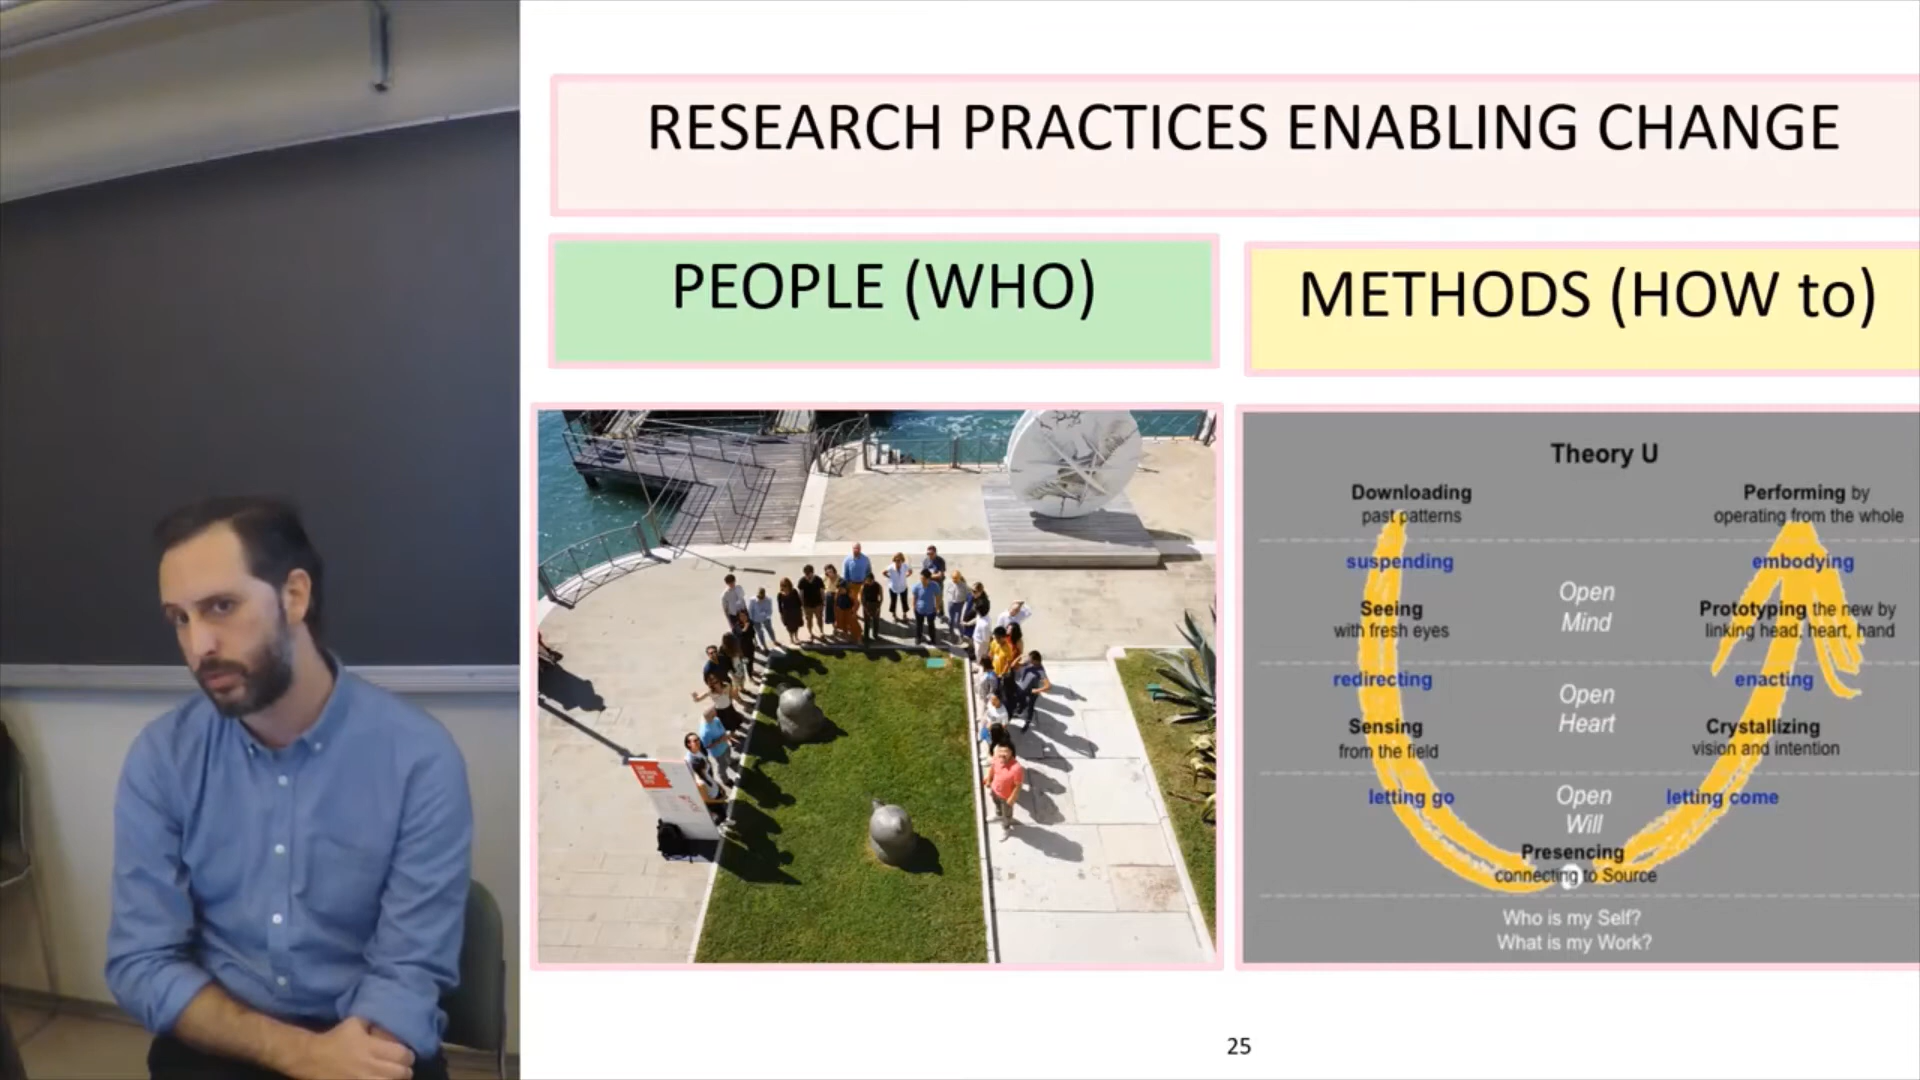 RESEARCH PRACTICES ENABLING CHANGE
PEOPLE (WHO)
METHODS (HOW to)
Theory U
Downloading
past patterns
suspending
Seeing
with fresh eyes
redirecting
Sensing
from the field
letting go
Open
Mind
Open
Heart
Open
Will
Presencing
connecting to Source
Who is my Self?
What is my Work?
Performing by
operating from the whole
embodying
Prototyping the new by
linking head, heart, hand
enacting
Crystallizing
vision and intention
letting come
25